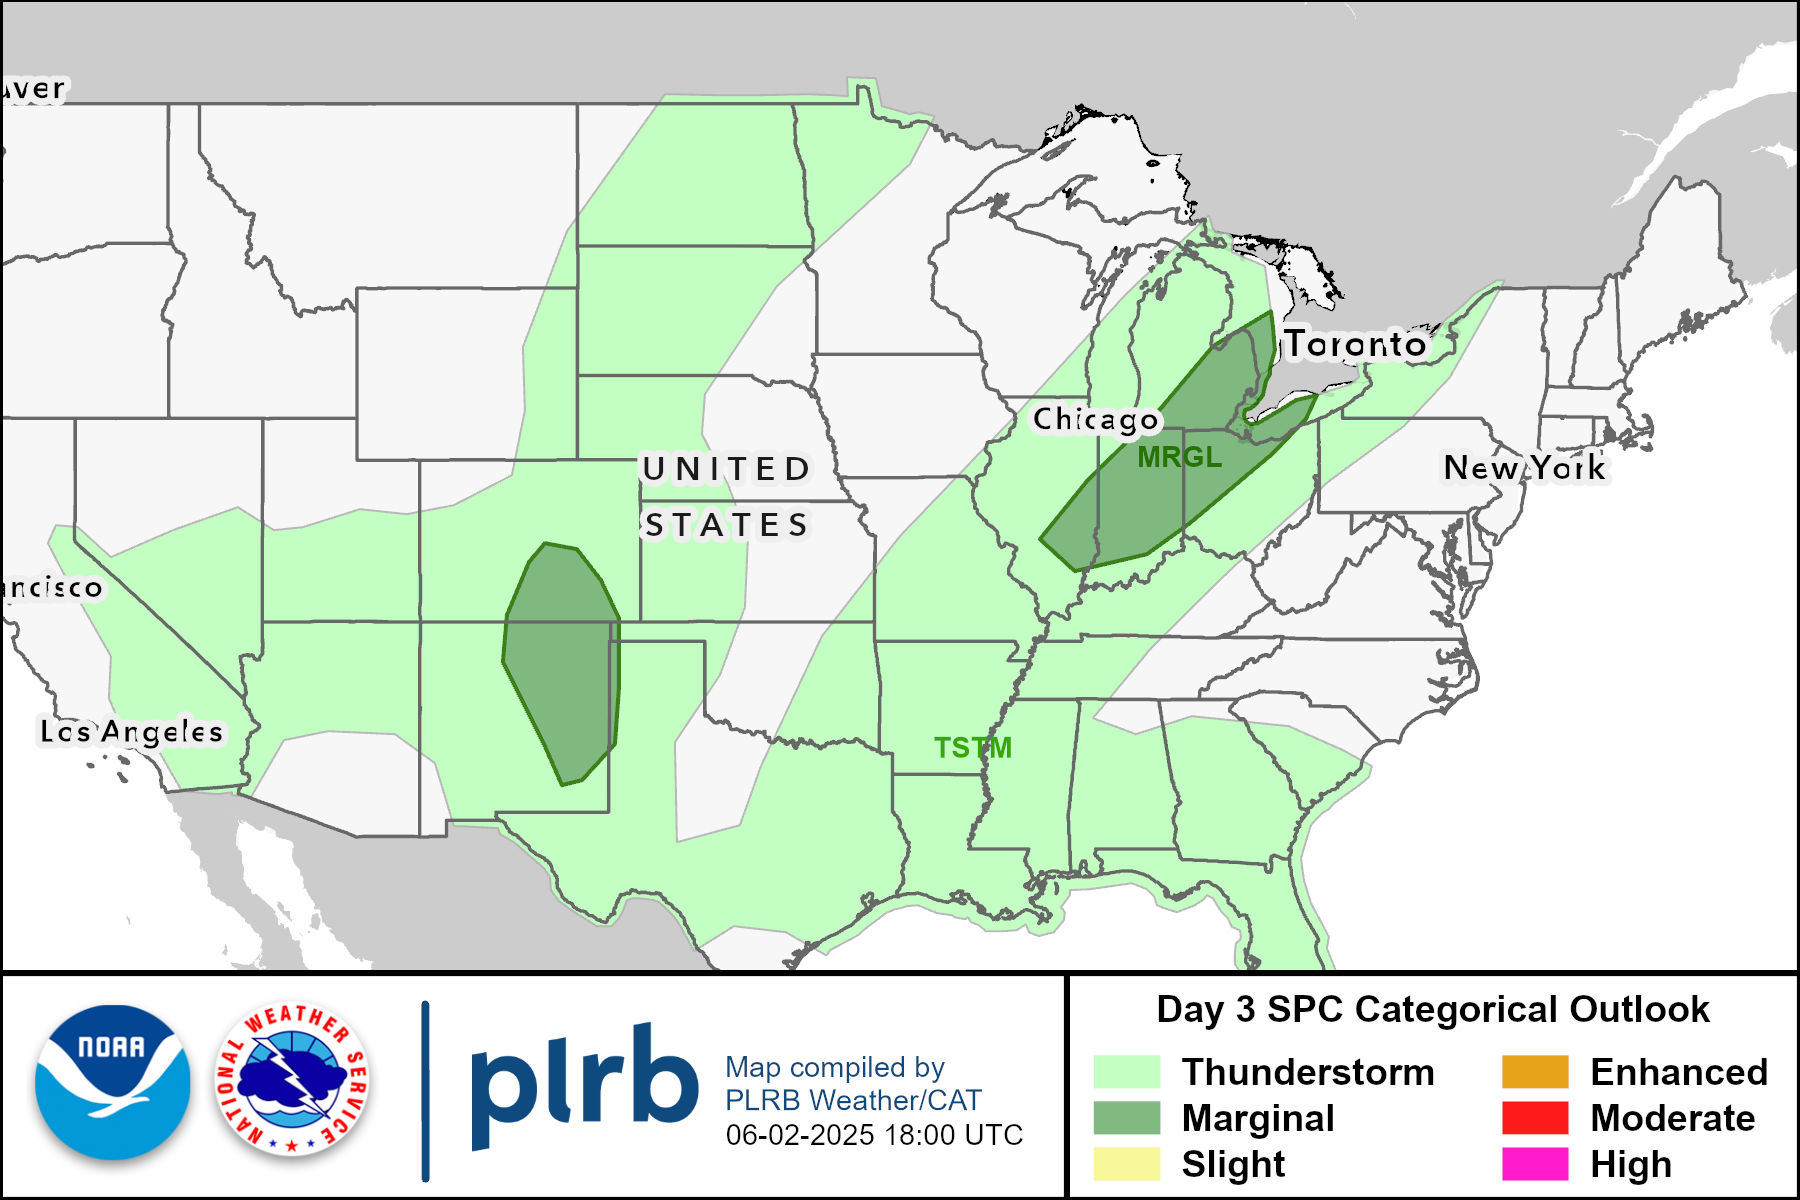 uver
Toronto
Chicago
MRGL
UNITED
New York
STATES
ancisco
Los Angeles
TSTM
NOAA
NATIONAL WEATHER SERVICE
plrb
Map compiled by
PLRB Weather/CAT
06-02-2025 18:00 UTC
Day 3 SPC Categorical Outlook
Thunderstorm
Enhanced
Marginal
Moderate
Slight
High